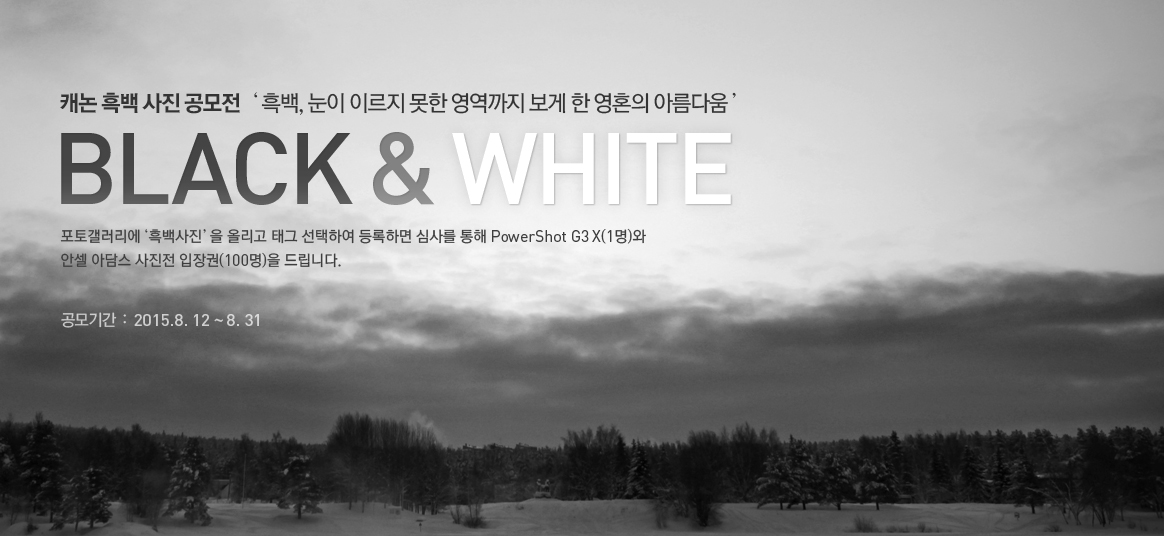 캐논 흑백 사진 공모전 ‘ 흑백, 눈이 이르지 못한 영역까지 보게 한 영혼의 아름다움 ’
BLACK & WHITE
포토갤러리에 ‘흑백사진’ 을 올리고 태그 선택하여 등록하면 심사를 통해 PowerShot G3 X(1명)와
안셀 아담스 사진전 입장권(100명)을 드립니다.
공모기간 : 2015.8. 12 ~ 8. 31